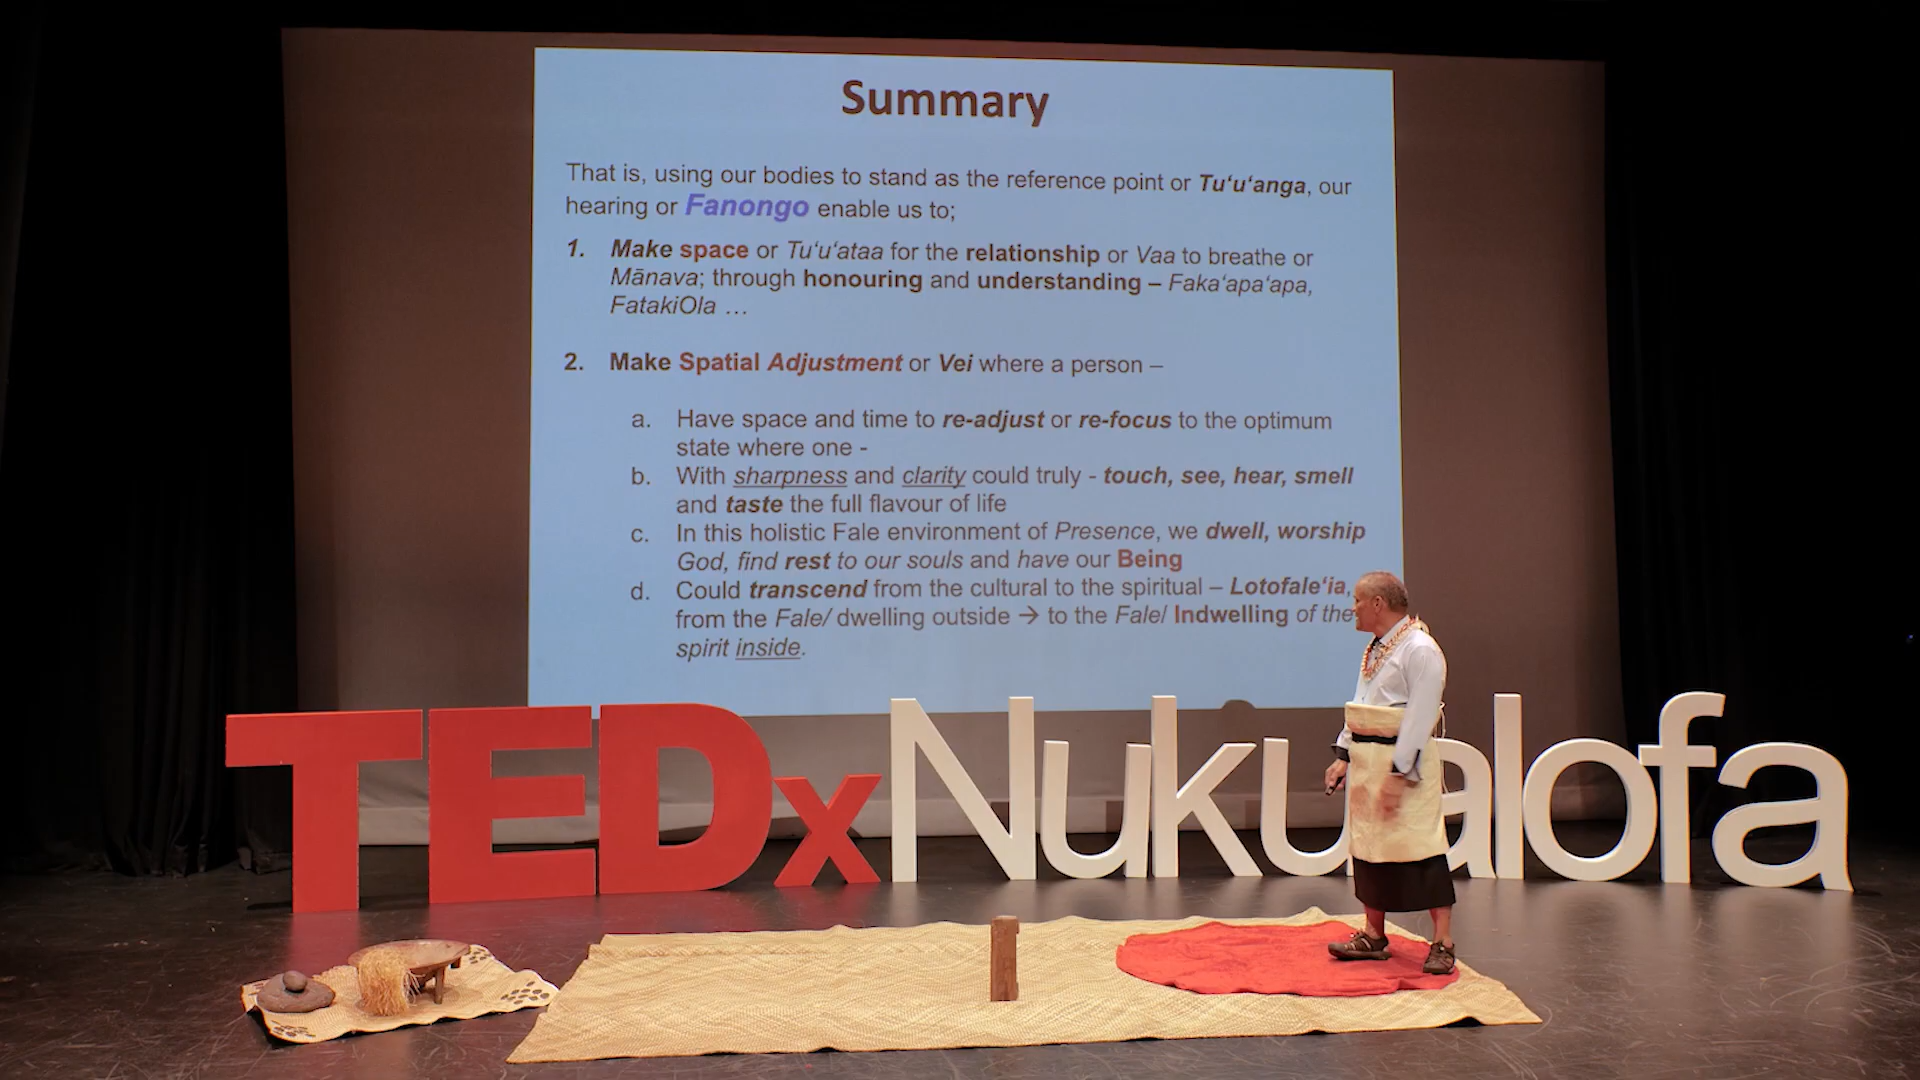 Summary
That is, using our bodies to stand as the reference point or Tu‘u‘anga, our
hearing or Fanongo enable us to;
1. Make space or Tu‘u‘ataa for the relationship or Vaa to breathe or
Mānava; through honouring and understanding – Faka‘apa‘apa,
FatakiOla …
2. Make Spatial Adjustment or Vei where a person –
a. Have space and time to re-adjust or re-focus to the optimum
state where one -
b. With sharpness and clarity could truly - touch, see, hear, smell
and taste the full flavour of life
c. In this holistic Fale environment of Presence, we dwell, worship
God, find rest to our souls and have our Being
d. Could transcend from the cultural to the spiritual – Lotofale‘ia,
from the Fale/ dwelling outside → to the Fale/ Indwelling of the
spirit inside.
TEDxNukualofa